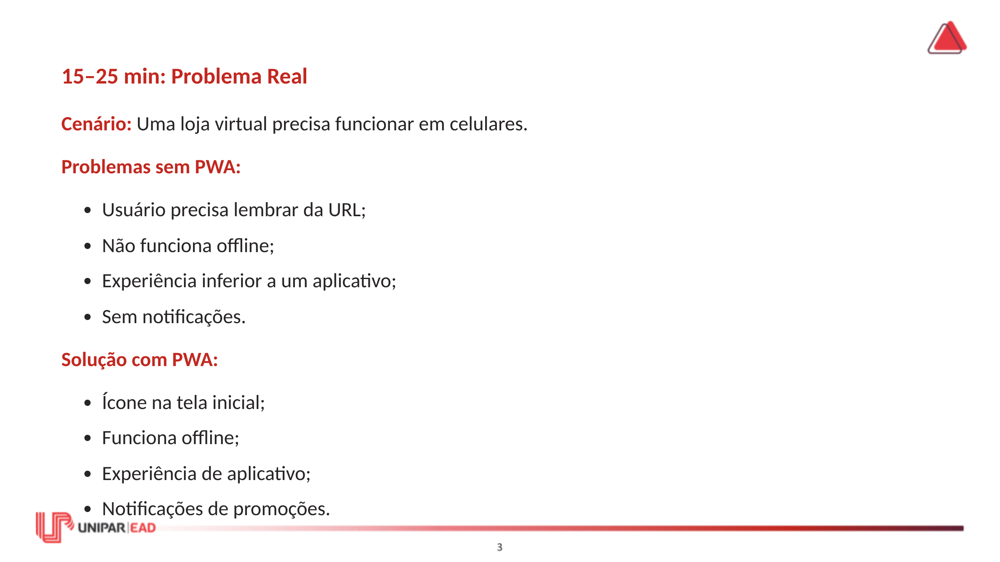 15–25 min: Problema Real
Cenário: Uma loja virtual precisa funcionar em celulares.
Problemas sem PWA:
• Usuário precisa lembrar da URL;
• Não funciona offline;
• Experiência inferior a um aplicativo;
• Sem notificações.
Solução com PWA:
• Ícone na tela inicial;
• Funciona offline;
• Experiência de aplicativo;
• Notificações de promoções.
UNIPAR|EAD
3